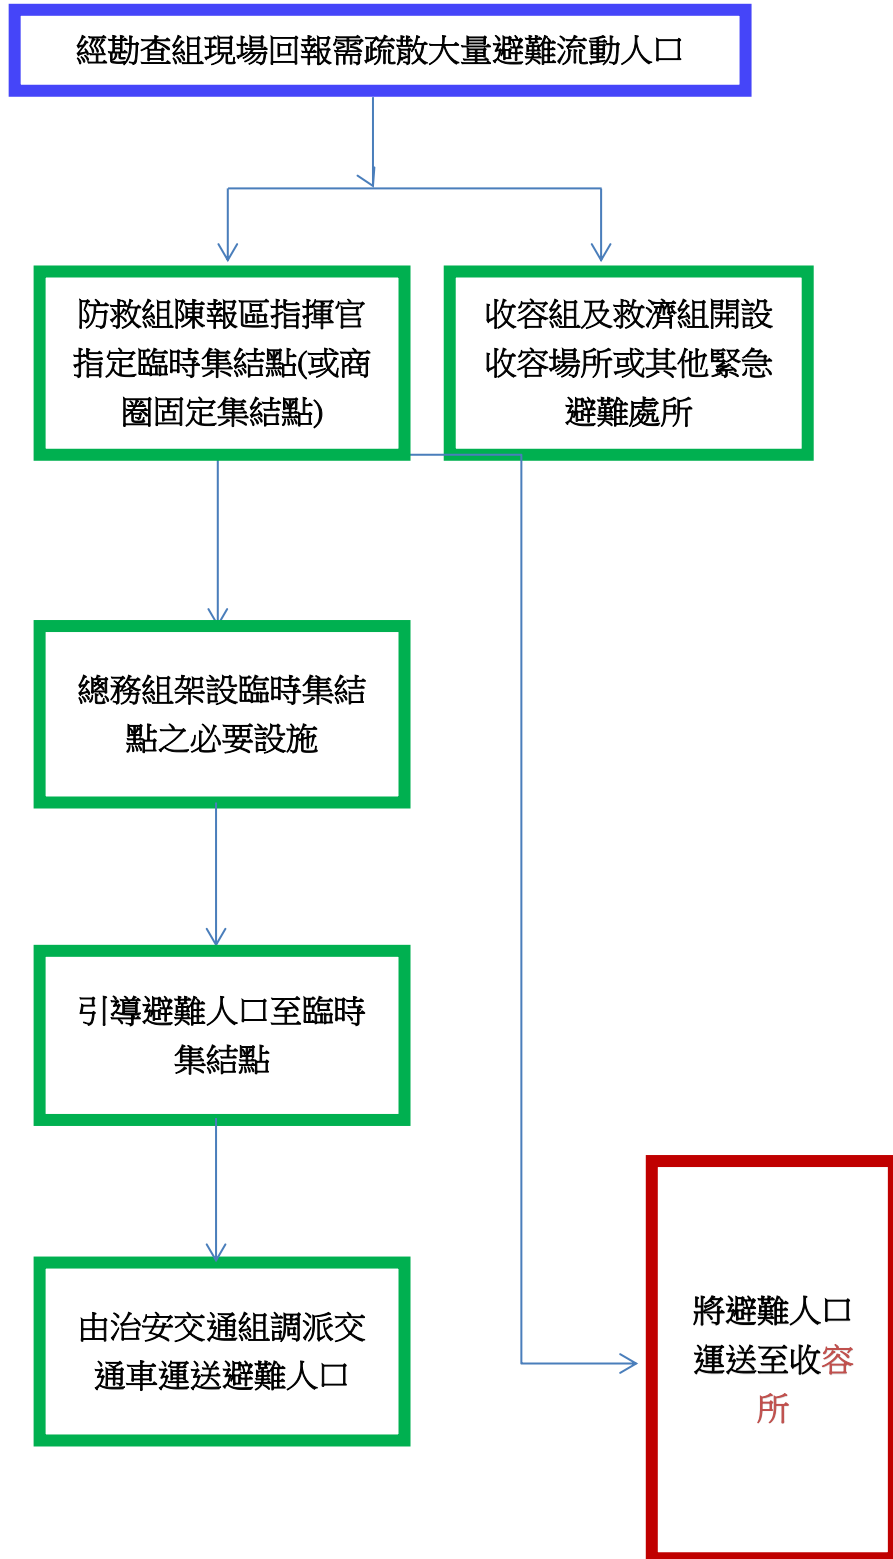 經勘查組現場回報需疏散大量避難流動人口
防救組陳報區指揮官
指定臨時集結點(或商
圈固定集結點)
收容組及救濟組開設
收容場所或其他緊急
避難處所
總務組架設臨時集結
點之必要設施
引導避難人口至臨時
集結點
由治安交通組調派交
通車運送避難人口
將避難人口
運送至收容
所